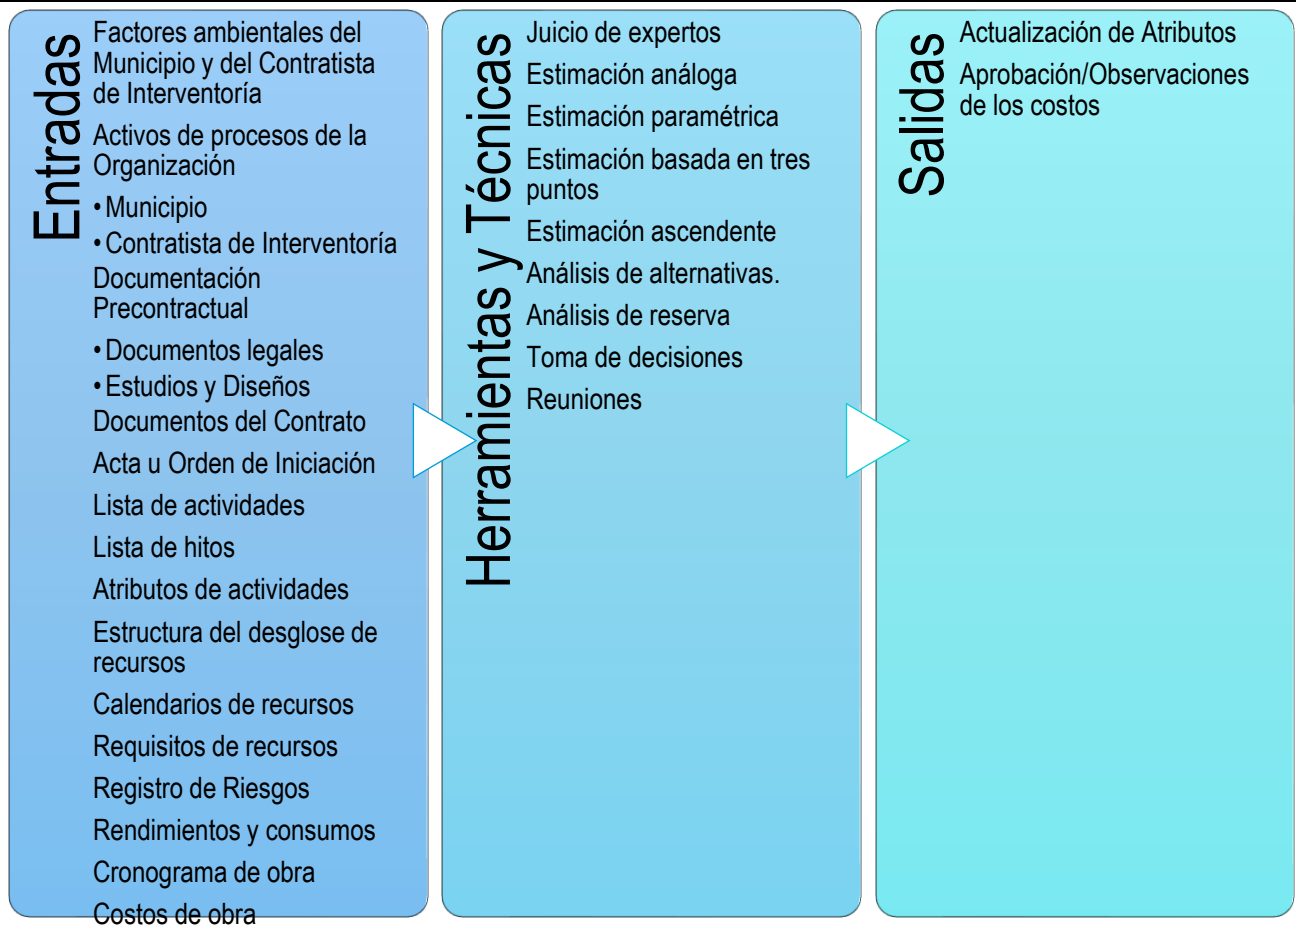 Entradas
Factores ambientales del
Municipio y del Contratista
de Interventoría
Activos de procesos de la
Organización
• Municipio
• Contratista de Interventoría
Documentación
Precontractual
• Documentos legales
• Estudios y Diseños
Documentos del Contrato
Acta u Orden de Iniciación
Lista de actividades
Lista de hitos
Atributos de actividades
Estructura del desglose de
recursos
Calendarios de recursos
Requisitos de recursos
Registro de Riesgos
Rendimientos y consumos
Cronograma de obra
Costos de obra
Herramientas y Técnicas
Juicio de expertos
Estimación análoga
Estimación paramétrica
Estimación basada en tres
puntos
Estimación ascendente
Análisis de alternativas.
Análisis de reserva
Toma de decisiones
Reuniones
Salidas
Actualización de Atributos
Aprobación/Observaciones
de los costos